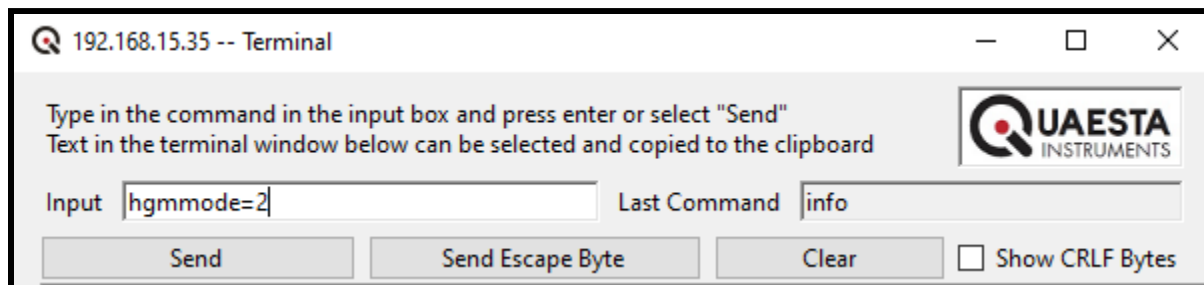 192.168.15.35 -- Terminal
Type in the command in the input box and press enter or select "Send"
Text in the terminal window below can be selected and copied to the clipboard
QUAESTA
INSTRUMENTS
Input hgmmode=2 Last Command info
Send Send Escape Byte Clear Show CRLF Bytes